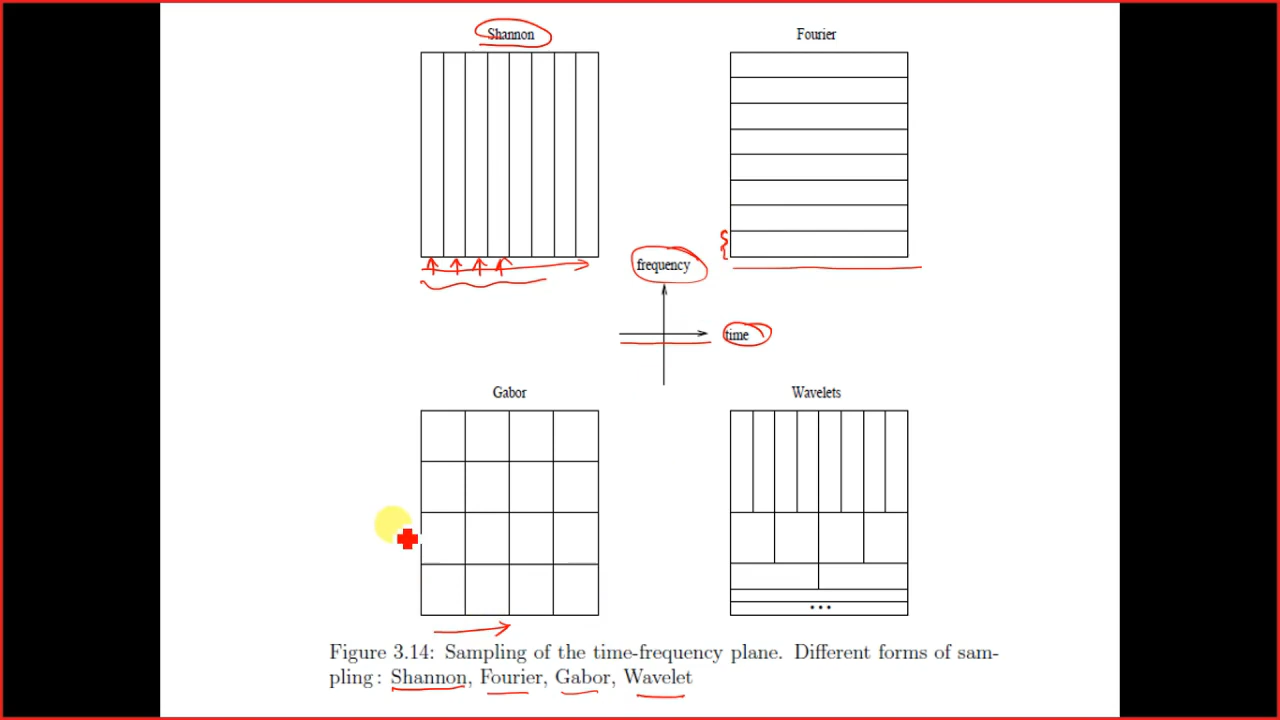 Shannon
Fourier
frequency
time
Gabor
Wavelets
...
Figure 3.14: Sampling of the time-frequency plane. Different forms of sam-
pling: Shannon, Fourier, Gabor, Wavelet